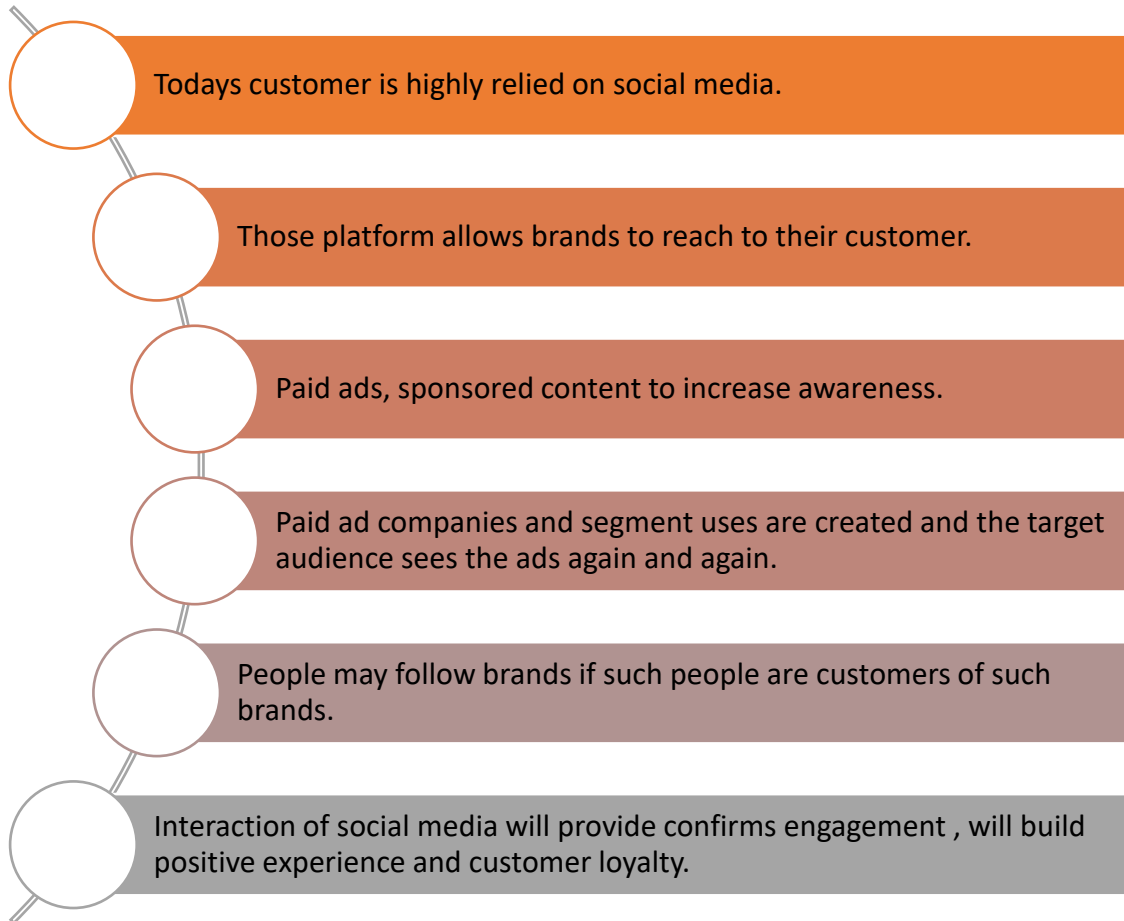 Todays customer is highly relied on social media.
Those platform allows brands to reach to their customer.
Paid ads, sponsored content to increase awareness.
Paid ad companies and segment uses are created and the target
audience sees the ads again and again.
People may follow brands if such people are customers of such
brands.
Interaction of social media will provide confirms engagement , will build
positive experience and customer loyalty.